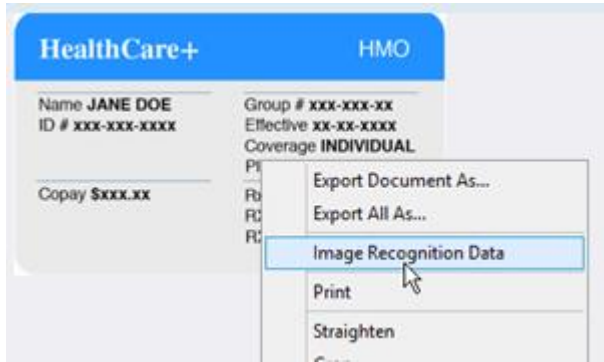 HealthCare+ HMO
Name JANE DOE
ID # xxx-xxx-xxxx
Group # xxx-xxx-xx
Effective xx-xx-xxxx
Coverage INDIVIDUAL
Copay $xxx.xx
Export Document As...
Export All As...
Image Recognition Data
Print
Straighten